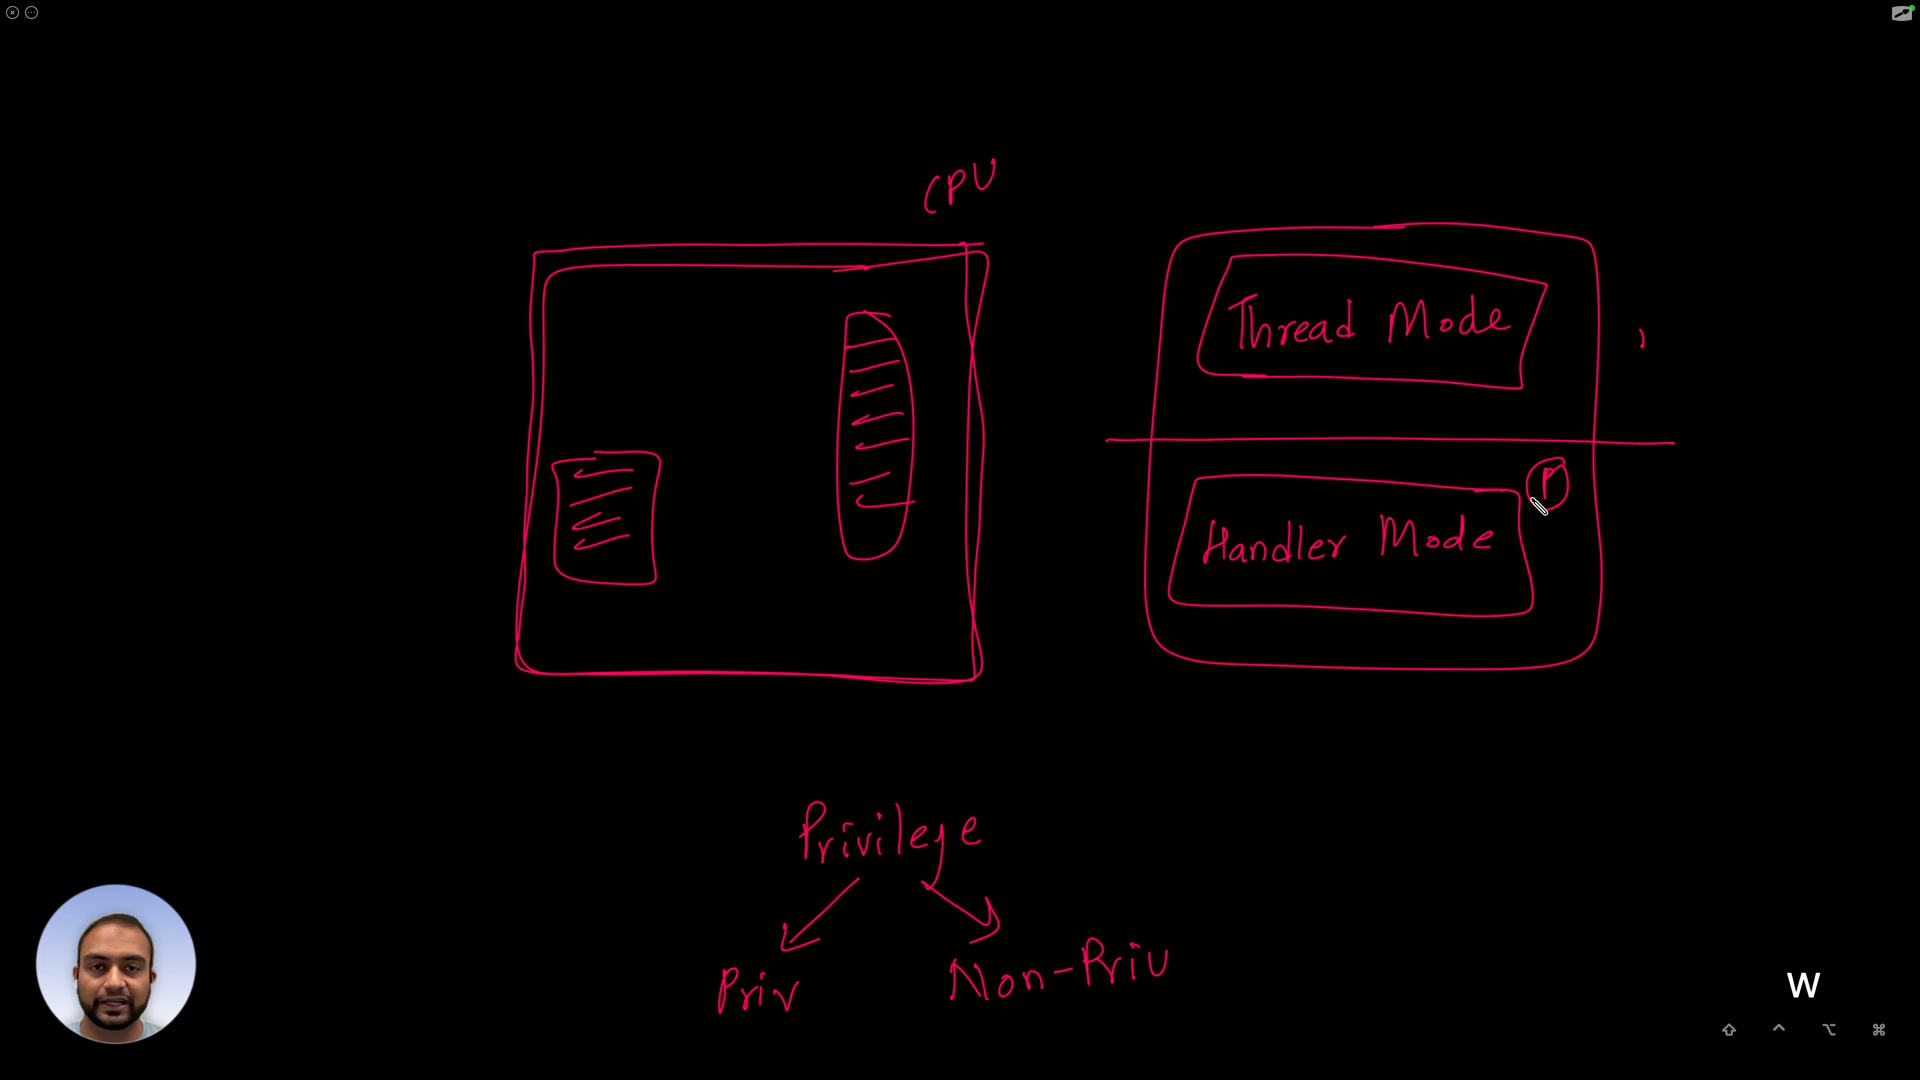 CPU
Thread Mode
P
Handler Mode
Privilege
Priv
Non-Priv
W